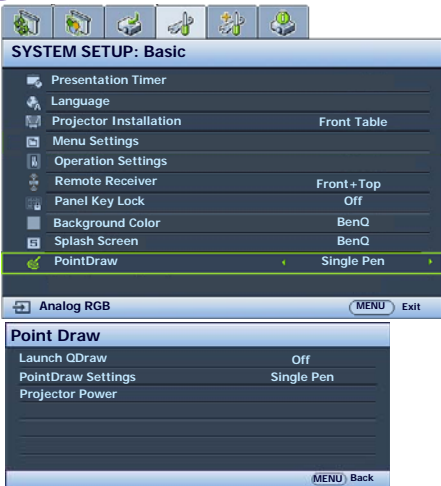 SYSTEM SETUP: Basic
Presentation Timer
Language
Projector Installation Front Table
Menu Settings
Operation Settings
Remote Receiver Front+Top
Panel Key Lock Off
Background Color BenQ
Splash Screen BenQ
PointDraw Single Pen
Analog RGB MENU Exit
Point Draw
Launch QDraw Off
PointDraw Settings Single Pen
Projector Power
MENU Back